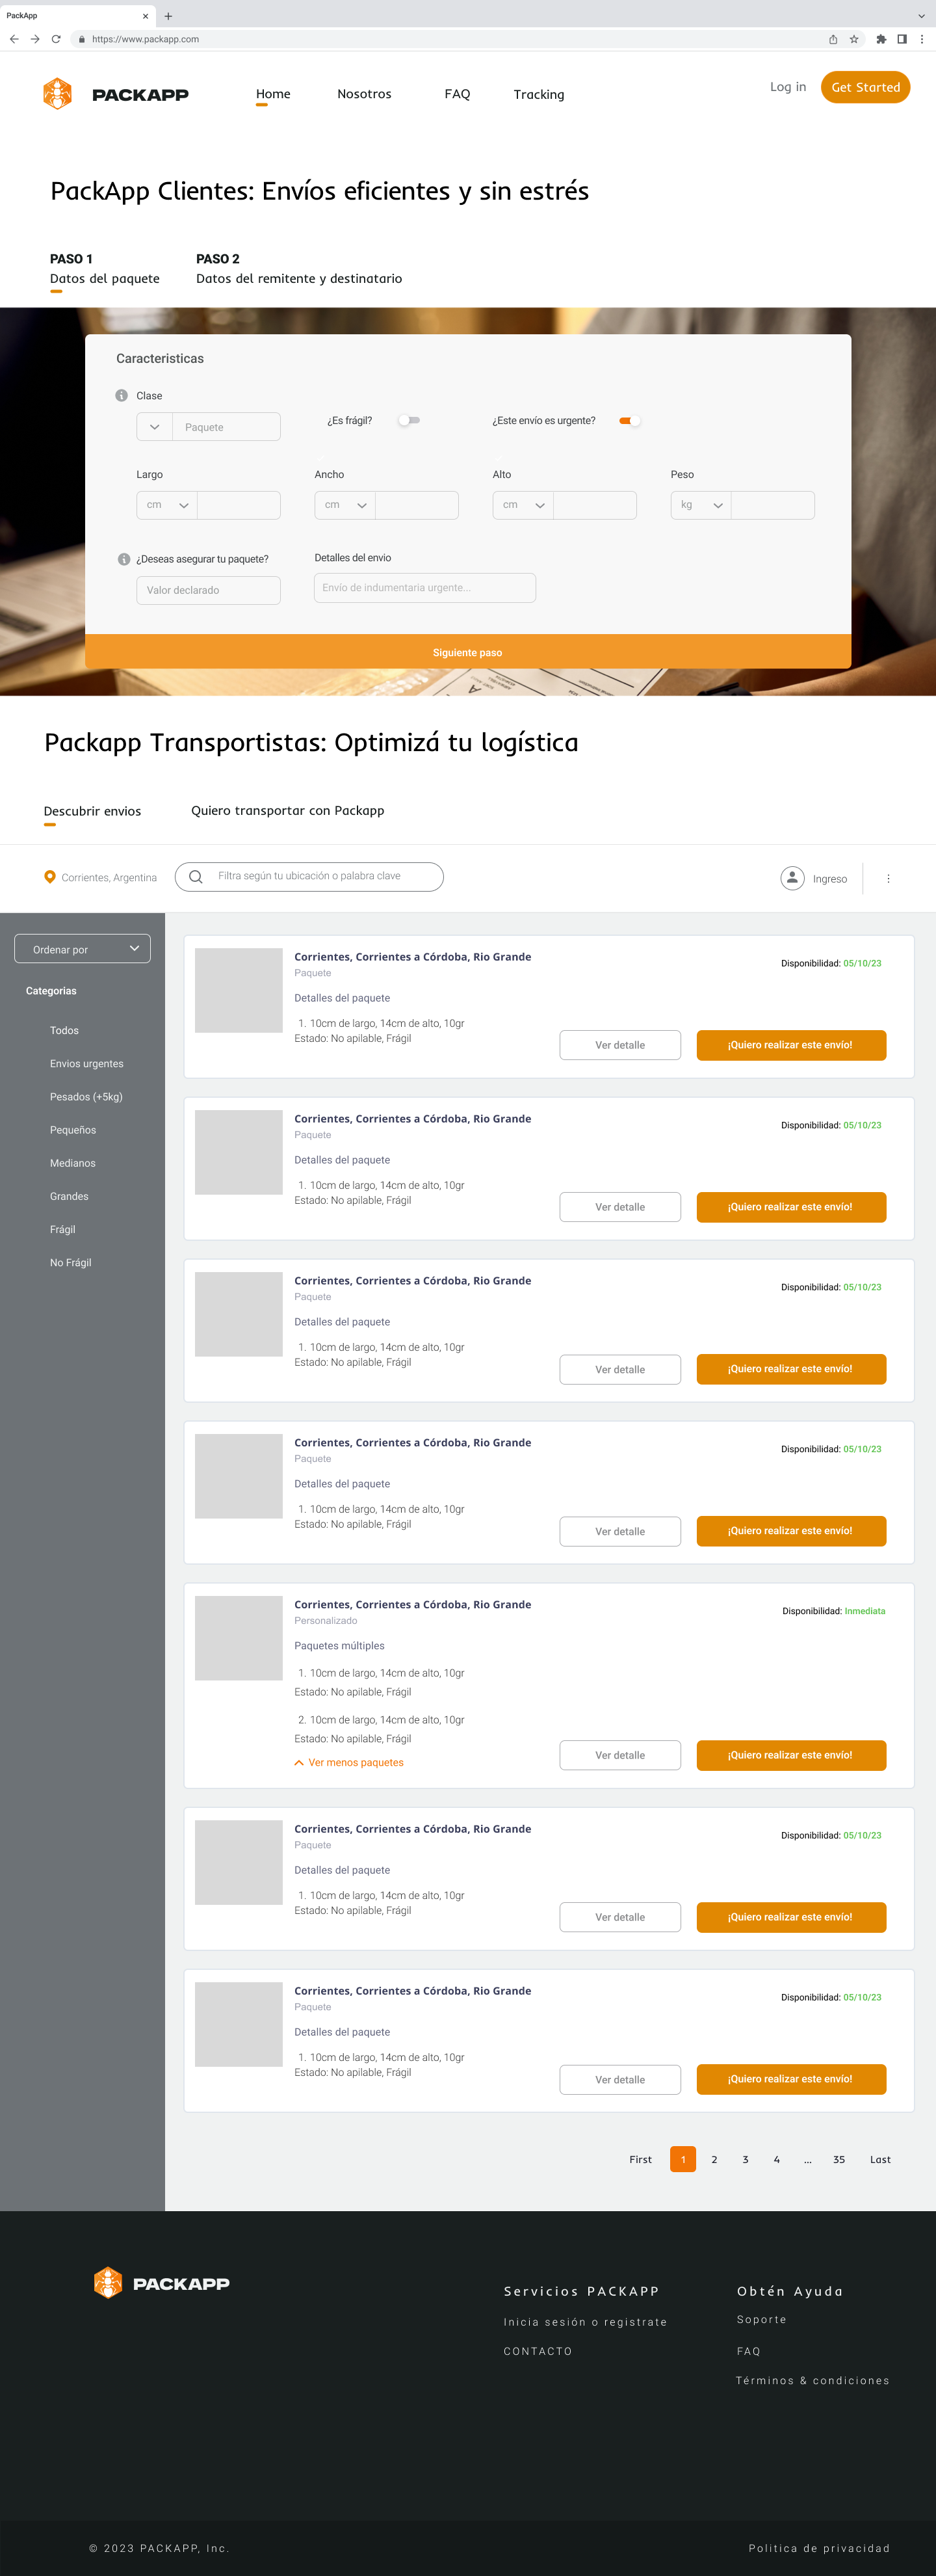 PackApp
https://www.packapp.com
PACKAPP
Home
Nosotros
FAQ
Tracking
Log in
Get Started
PackApp Clientes: Envíos eficientes y sin estrés
PASO 1
Datos del paquete
PASO 2
Datos del remitente y destinatario
Caracteristicas
Clase
Paquete
¿Es frágil?
¿Este envío es urgente?
Largo
Ancho
Alto
Peso
cm
cm
cm
kg
¿Deseas asegurar tu paquete?
Detalles del envio
Valor declarado
Envío de indumentaria urgente...
Siguiente paso
Packapp Transportistas: Optimizá tu logística
Descubrir envios
Quiero transportar con Packapp
Corrientes, Argentina
Filtra según tu ubicación o palabra clave
Ingreso
Ordenar por
Categorias
Todos
Envios urgentes
Pesados (+5kg)
Pequeños
Medianos
Grandes
Frágil
No Frágil
Corrientes, Corrientes a Córdoba, Rio Grande
Disponibilidad: 05/10/23
Paquete
Detalles del paquete
1. 10cm de largo, 14cm de alto, 10gr
Estado: No apilable, Frágil
Ver detalle
¡Quiero realizar este envío!
Corrientes, Corrientes a Córdoba, Rio Grande
Disponibilidad: 05/10/23
Paquete
Detalles del paquete
1. 10cm de largo, 14cm de alto, 10gr
Estado: No apilable, Frágil
Ver detalle
¡Quiero realizar este envío!
Corrientes, Corrientes a Córdoba, Rio Grande
Disponibilidad: 05/10/23
Paquete
Detalles del paquete
1. 10cm de largo, 14cm de alto, 10gr
Estado: No apilable, Frágil
Ver detalle
¡Quiero realizar este envío!
Corrientes, Corrientes a Córdoba, Rio Grande
Disponibilidad: 05/10/23
Paquete
Detalles del paquete
1. 10cm de largo, 14cm de alto, 10gr
Estado: No apilable, Frágil
Ver detalle
¡Quiero realizar este envío!
Corrientes, Corrientes a Córdoba, Rio Grande
Disponibilidad: Inmediata
Personalizado
Paquetes múltiples
1. 10cm de largo, 14cm de alto, 10gr
Estado: No apilable, Frágil
2. 10cm de largo, 14cm de alto, 10gr
Estado: No apilable, Frágil
Ver menos paquetes
Ver detalle
¡Quiero realizar este envío!
Corrientes, Corrientes a Córdoba, Rio Grande
Disponibilidad: 05/10/23
Paquete
Detalles del paquete
1. 10cm de largo, 14cm de alto, 10gr
Estado: No apilable, Frágil
Ver detalle
¡Quiero realizar este envío!
Corrientes, Corrientes a Córdoba, Rio Grande
Disponibilidad: 05/10/23
Paquete
Detalles del paquete
1. 10cm de largo, 14cm de alto, 10gr
Estado: No apilable, Frágil
Ver detalle
¡Quiero realizar este envío!
First 1 2 3 4 ... 35 Last
PACKAPP
Servicios PACKAPP
Inicia sesión o registrate
CONTACTO
Obtén Ayuda
Soporte
FAQ
Términos & condiciones
© 2023 PACKAPP, Inc.
Politica de privacidad